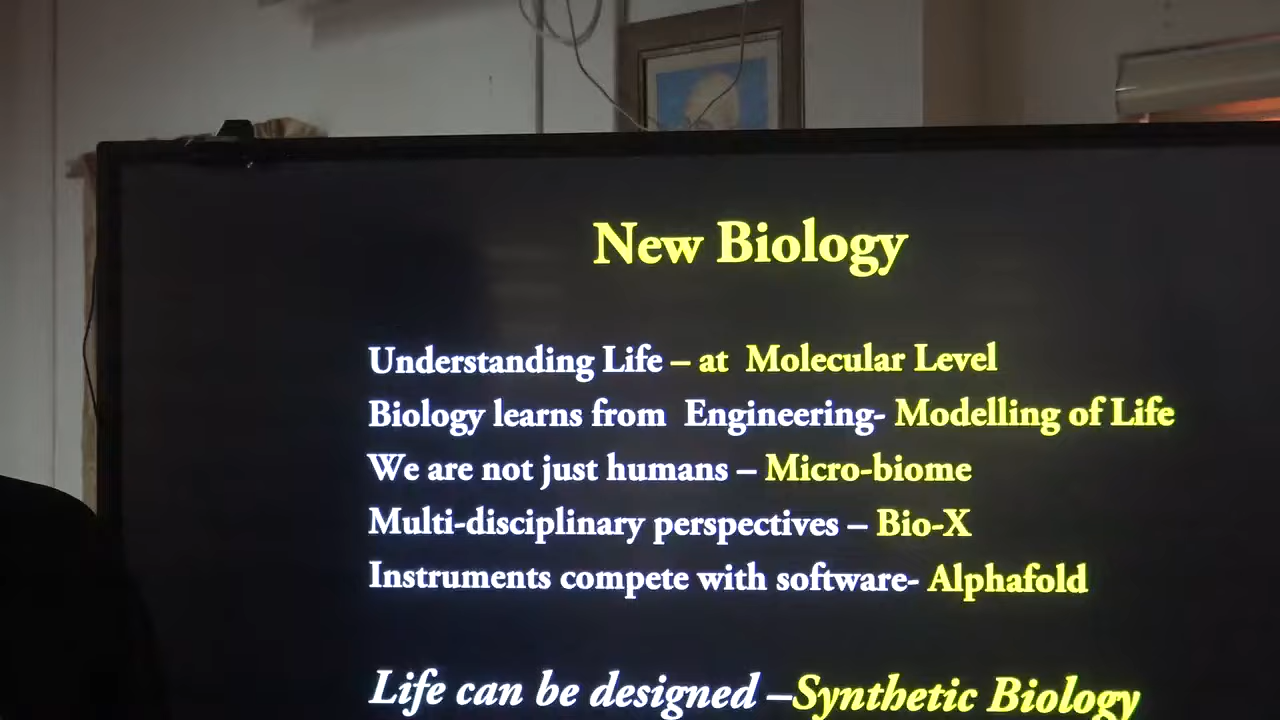 New Biology
Understanding Life – at Molecular Level
Biology learns from Engineering- Modelling of Life
We are not just humans – Micro-biome
Multi-disciplinary perspectives – Bio-X
Instruments compete with software- Alphafold
Life can be designed –Synthetic Biology